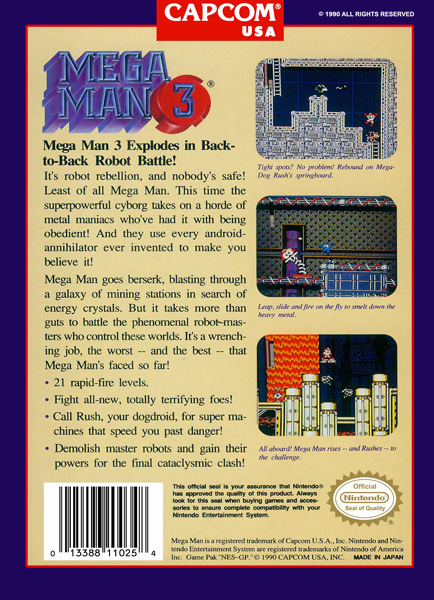 CAPCOM®
USA
© 1990 ALL RIGHTS RESERVED
MEGA
MAN 3®
Mega Man 3 Explodes in Back-
to-Back Robot Battle!
It's robot rebellion, and nobody's safe!
Least of all Mega Man. This time the
superpowerful cyborg takes on a horde of
metal maniacs who've had it with being
obedient! And they use every android-
annihilator ever invented to make you
believe it!
Mega Man goes berserk, blasting through
a galaxy of mining stations in search of
energy crystals. But it takes more than
guts to battle the phenomenal robot-mas-
ters who control these worlds. It's a wrench-
ing job, the worst -- and the best -- that
Mega Man's faced so far!
• 21 rapid-fire levels.
• Fight all-new, totally terrifying foes!
• Call Rush, your dogdroid, for super ma-
chines that speed you past danger!
• Demolish master robots and gain their
powers for the final cataclysmic clash!
Tight spots? No problem! Rebound on Mega-
Dog Rush's springboard.
Leap, slide and fire on the fly to smelt down the
heavy metal.
All aboard! Mega Man rises -- and Rushes -- to
the challenge.
This official seal is your assurance that Nintendo®
has approved the quality of this product. Always
look for this seal when buying games and acces-
sories to ensure complete compatibility with your
Nintendo Entertainment System.
Official
Nintendo®
Seal of Quality
0 13388 11025 4
Mega Man is a registered trademark of Capcom U.S.A., Inc. Nintendo and Nin-
tendo Entertainment System are registered trademarks of Nintendo of America
Inc. Game Pak "NES-GP." © 1990 CAPCOM USA, INC. MADE IN JAPAN